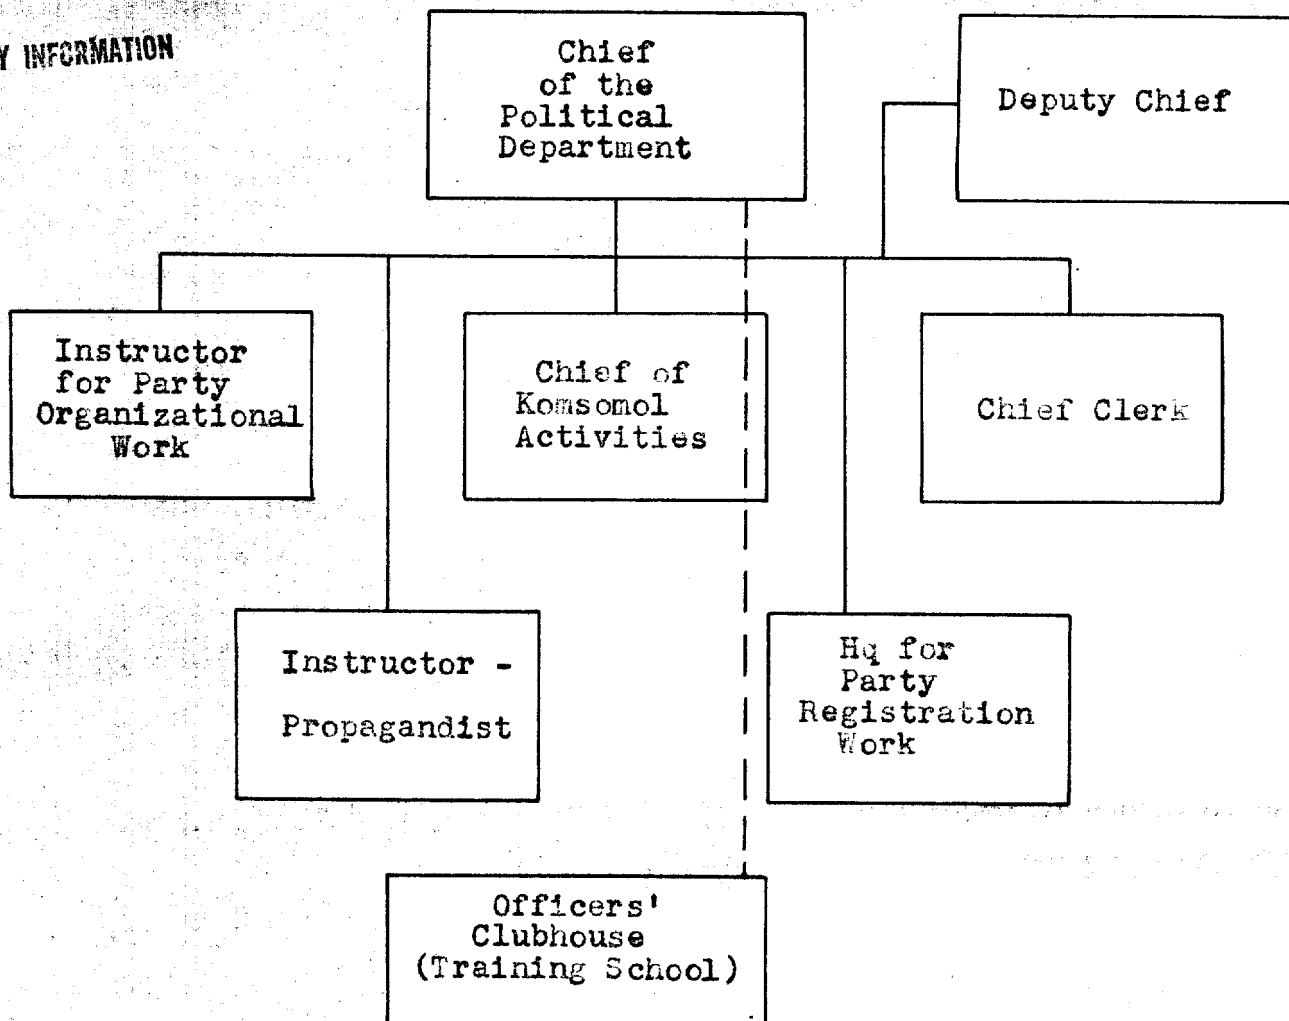 Y INFORMATION
Chief
of the
Political
Department
Deputy Chief
Instructor
for Party
Organizational
Work
Chief of
Komsomol
Activities
Chief Clerk
Instructor -
Propagandist
Hq for
Party
Registration
Work
Officers'
Clubhouse
(Training School)